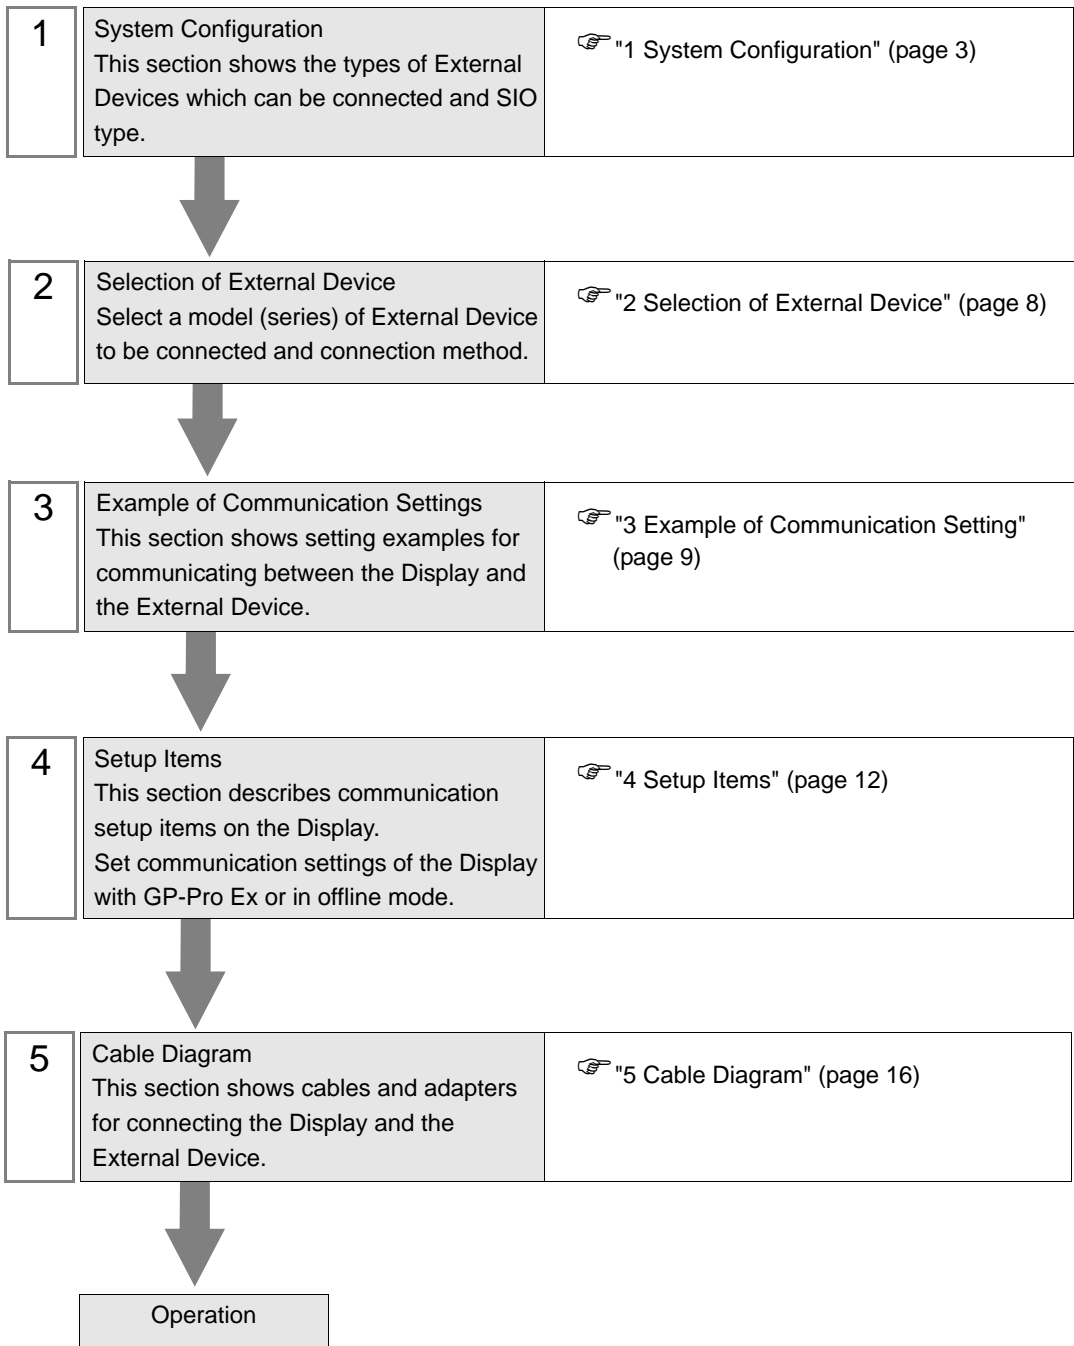 1
System Configuration
This section shows the types of External
Devices which can be connected and SIO
type.
"1 System Configuration" (page 3)
2
Selection of External Device
Select a model (series) of External Device
to be connected and connection method.
"2 Selection of External Device" (page 8)
3
Example of Communication Settings
This section shows setting examples for
communicating between the Display and
the External Device.
"3 Example of Communication Setting"
(page 9)
4
Setup Items
This section describes communication
setup items on the Display.
Set communication settings of the Display
with GP-Pro Ex or in offline mode.
"4 Setup Items" (page 12)
5
Cable Diagram
This section shows cables and adapters
for connecting the Display and the
External Device.
"5 Cable Diagram" (page 16)
Operation